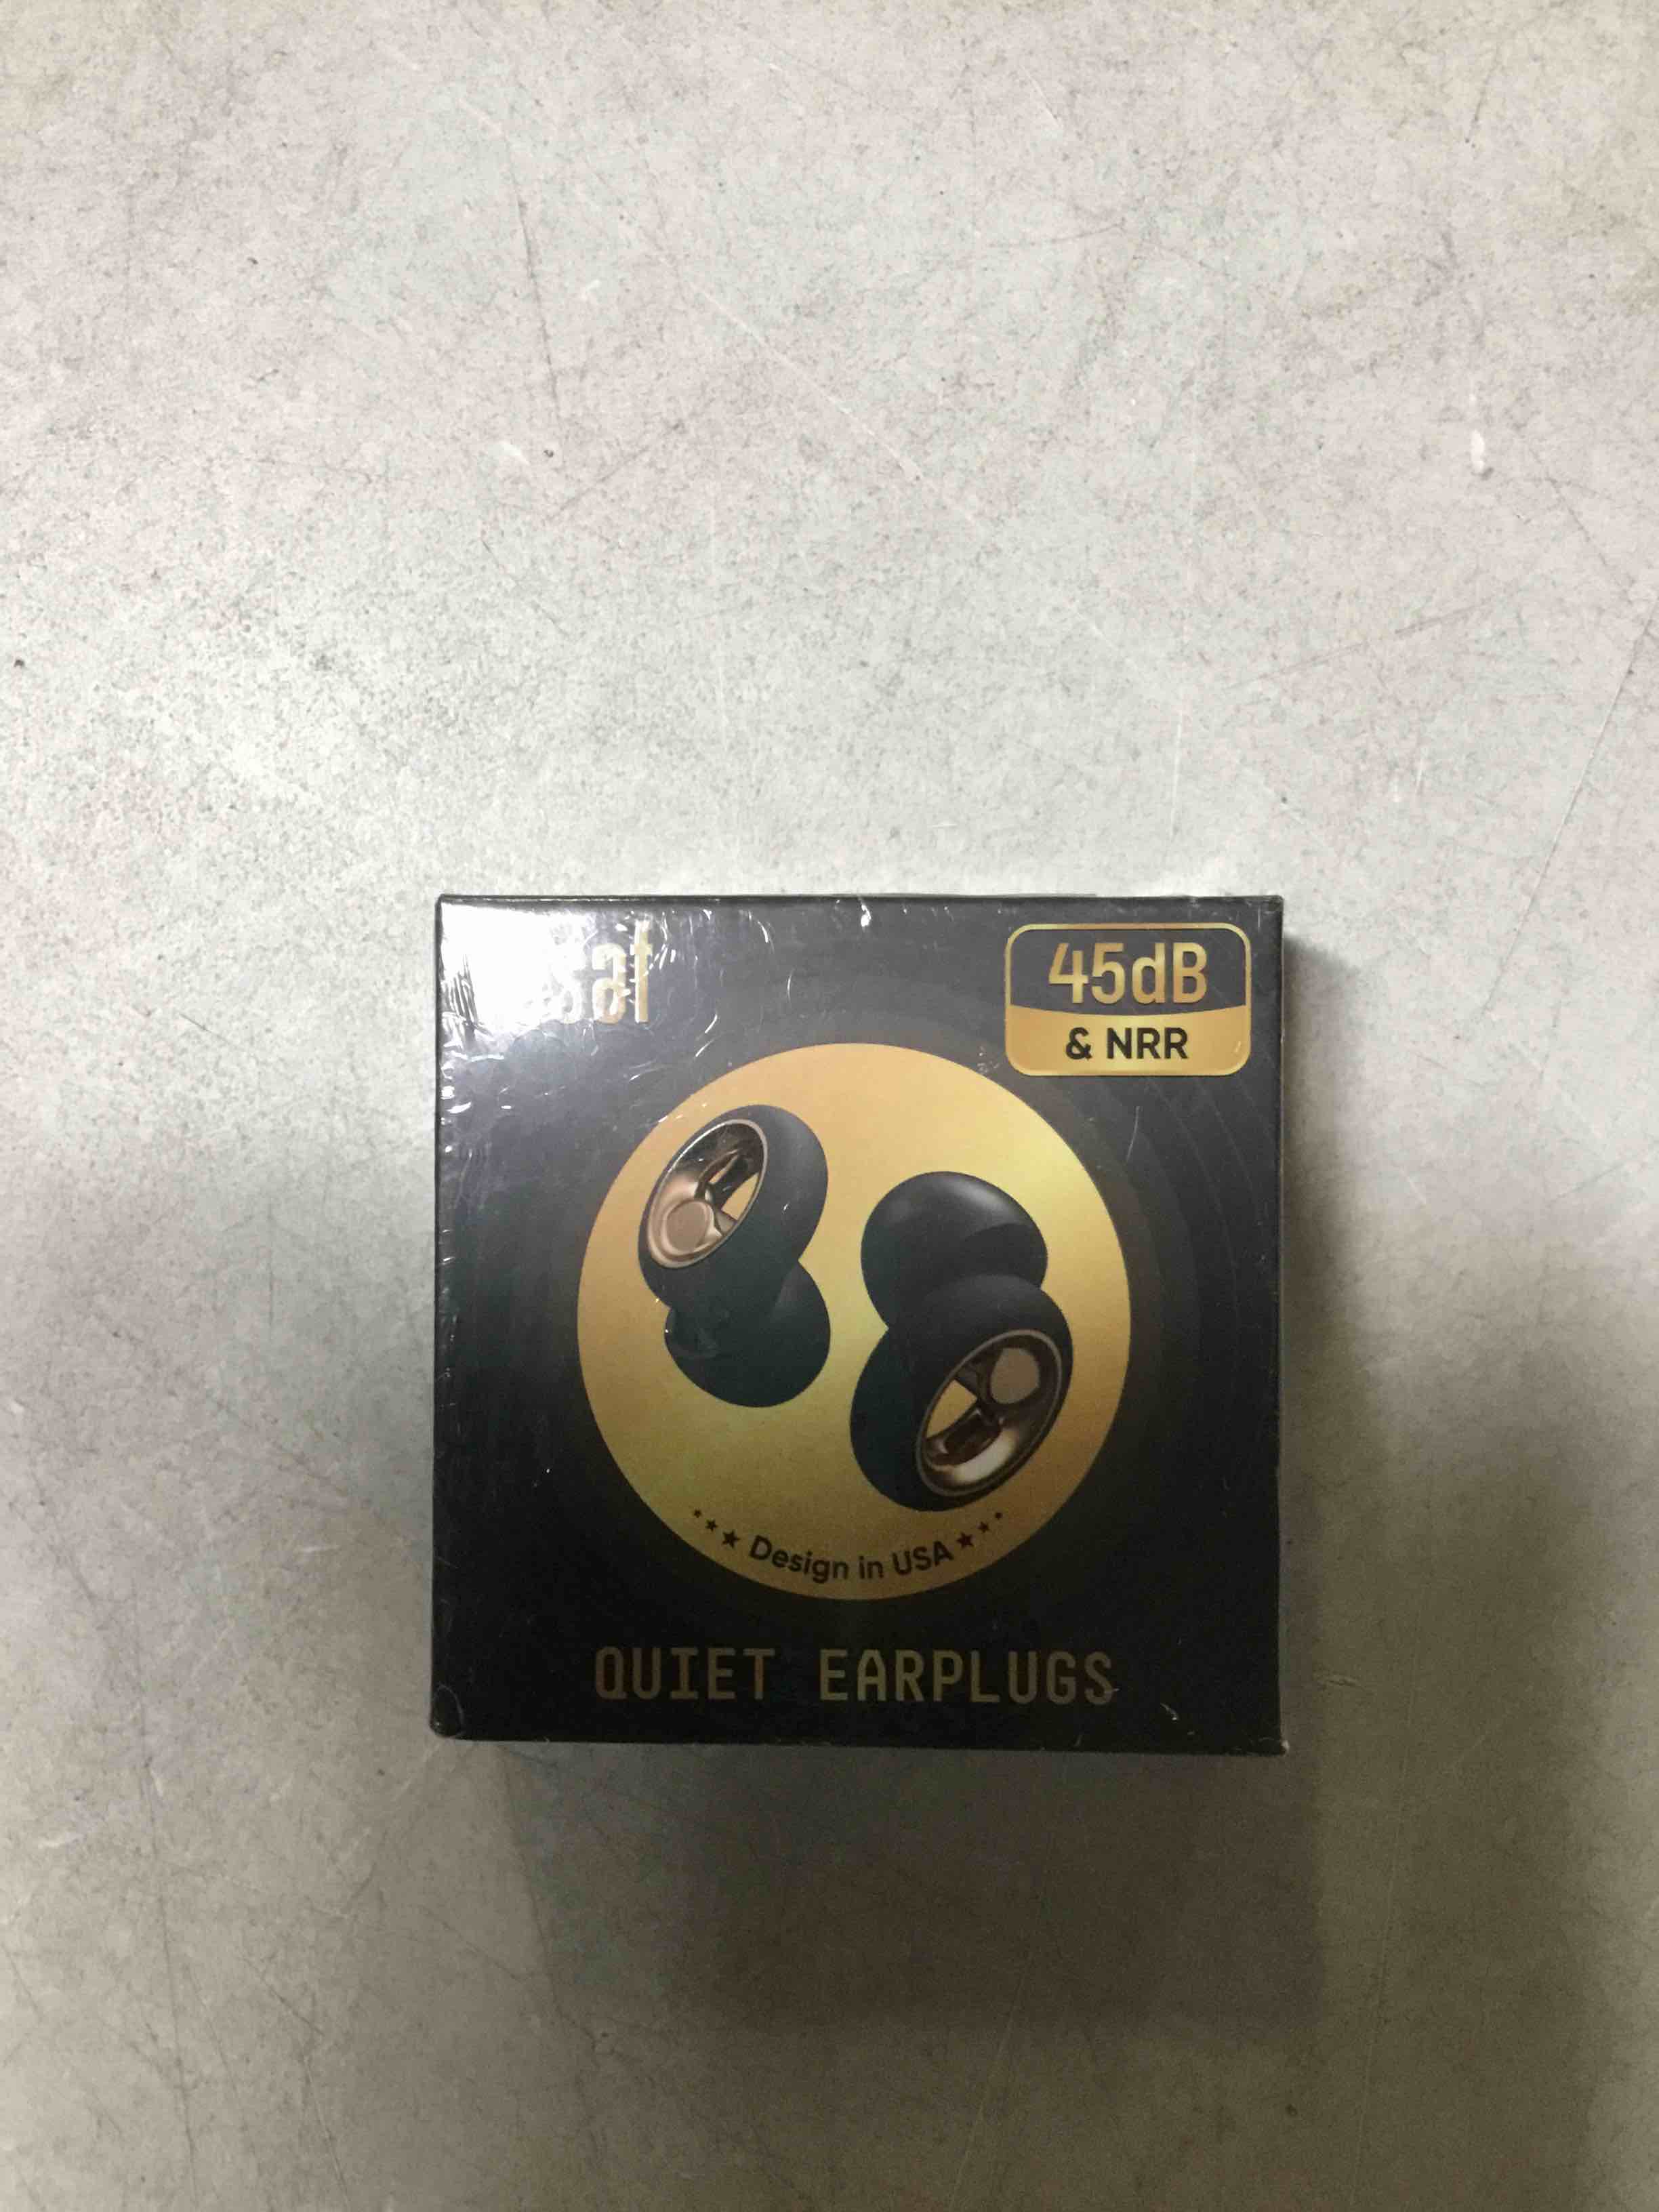 45dB
& NRR
Design in USA
QUIET EARPLUGS